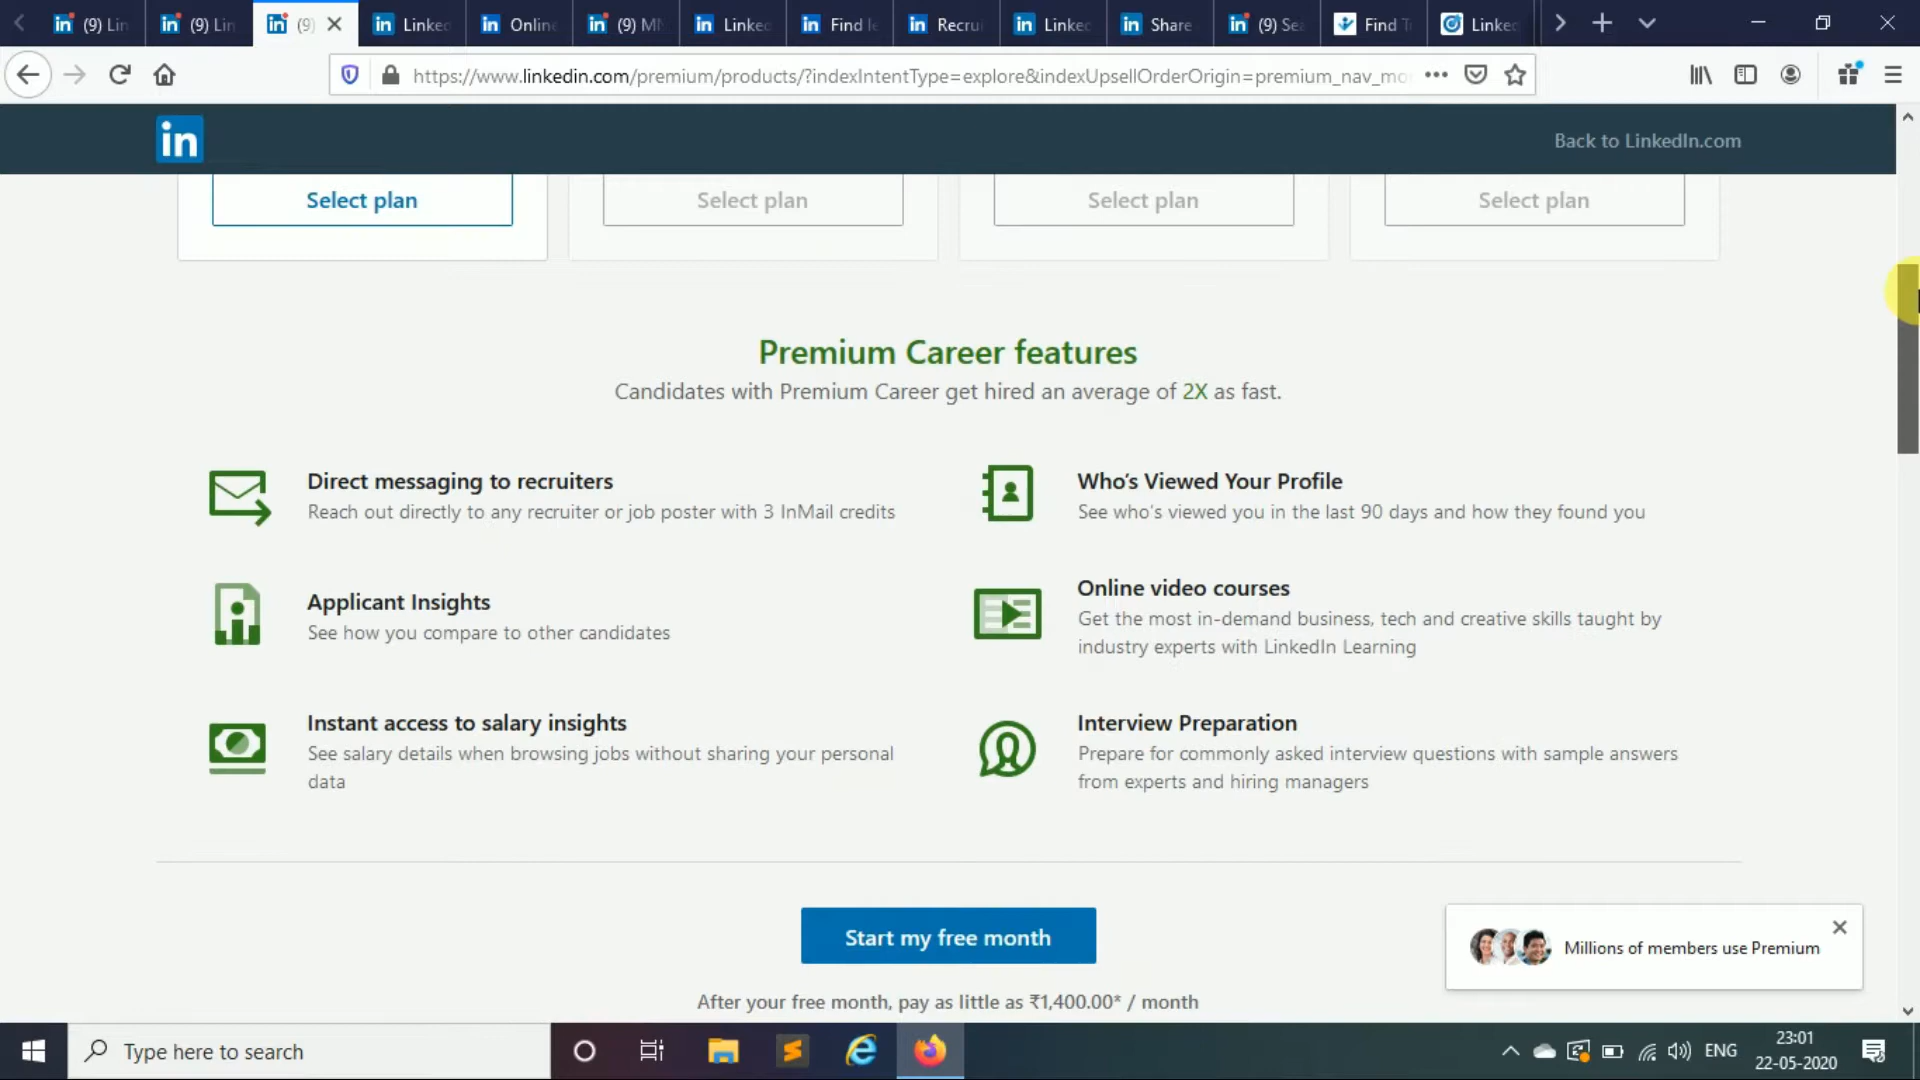 (9) Lin
(9) Lin
(9)
Linked
Online
(9) M
Linked
Find le
Recrui
Linked
Share
(9) Sea
Find T
Linked
https://www.linkedin.com/premium/products/?indexIntentType=explore&indexUpsellOrderOrigin=premium_nav_mo
in
Back to LinkedIn.com
Select plan
Select plan
Select plan
Select plan
Premium Career features
Candidates with Premium Career get hired an average of 2X as fast.
Direct messaging to recruiters
Reach out directly to any recruiter or job poster with 3 InMail credits
Who's Viewed Your Profile
See who's viewed you in the last 90 days and how they found you
Applicant Insights
See how you compare to other candidates
Online video courses
Get the most in-demand business, tech and creative skills taught by
industry experts with LinkedIn Learning
Instant access to salary insights
See salary details when browsing jobs without sharing your personal
data
Interview Preparation
Prepare for commonly asked interview questions with sample answers
from experts and hiring managers
Start my free month
After your free month, pay as little as ₹1,400.00* / month
Millions of members use Premium
Type here to search
ENG
23:01
22-05-2020